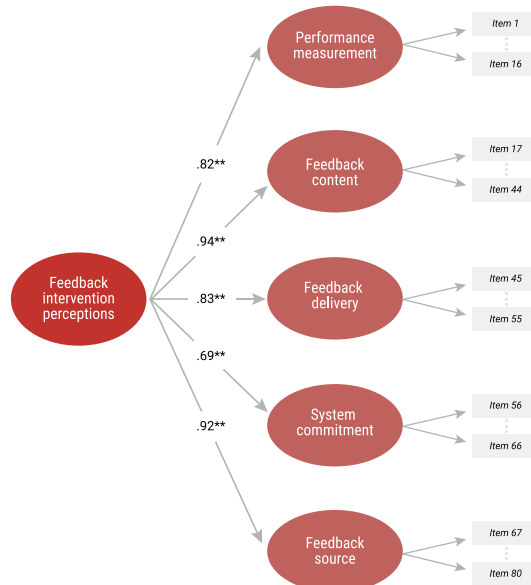 Performance
measurement
Item 1
Item 16
.82**
Feedback
content
Item 17
Item 44
.94**
Feedback
intervention
perceptions
.83**
Feedback
delivery
Item 45
Item 55
.69**
System
commitment
Item 56
Item 66
.92**
Feedback
source
Item 67
Item 80